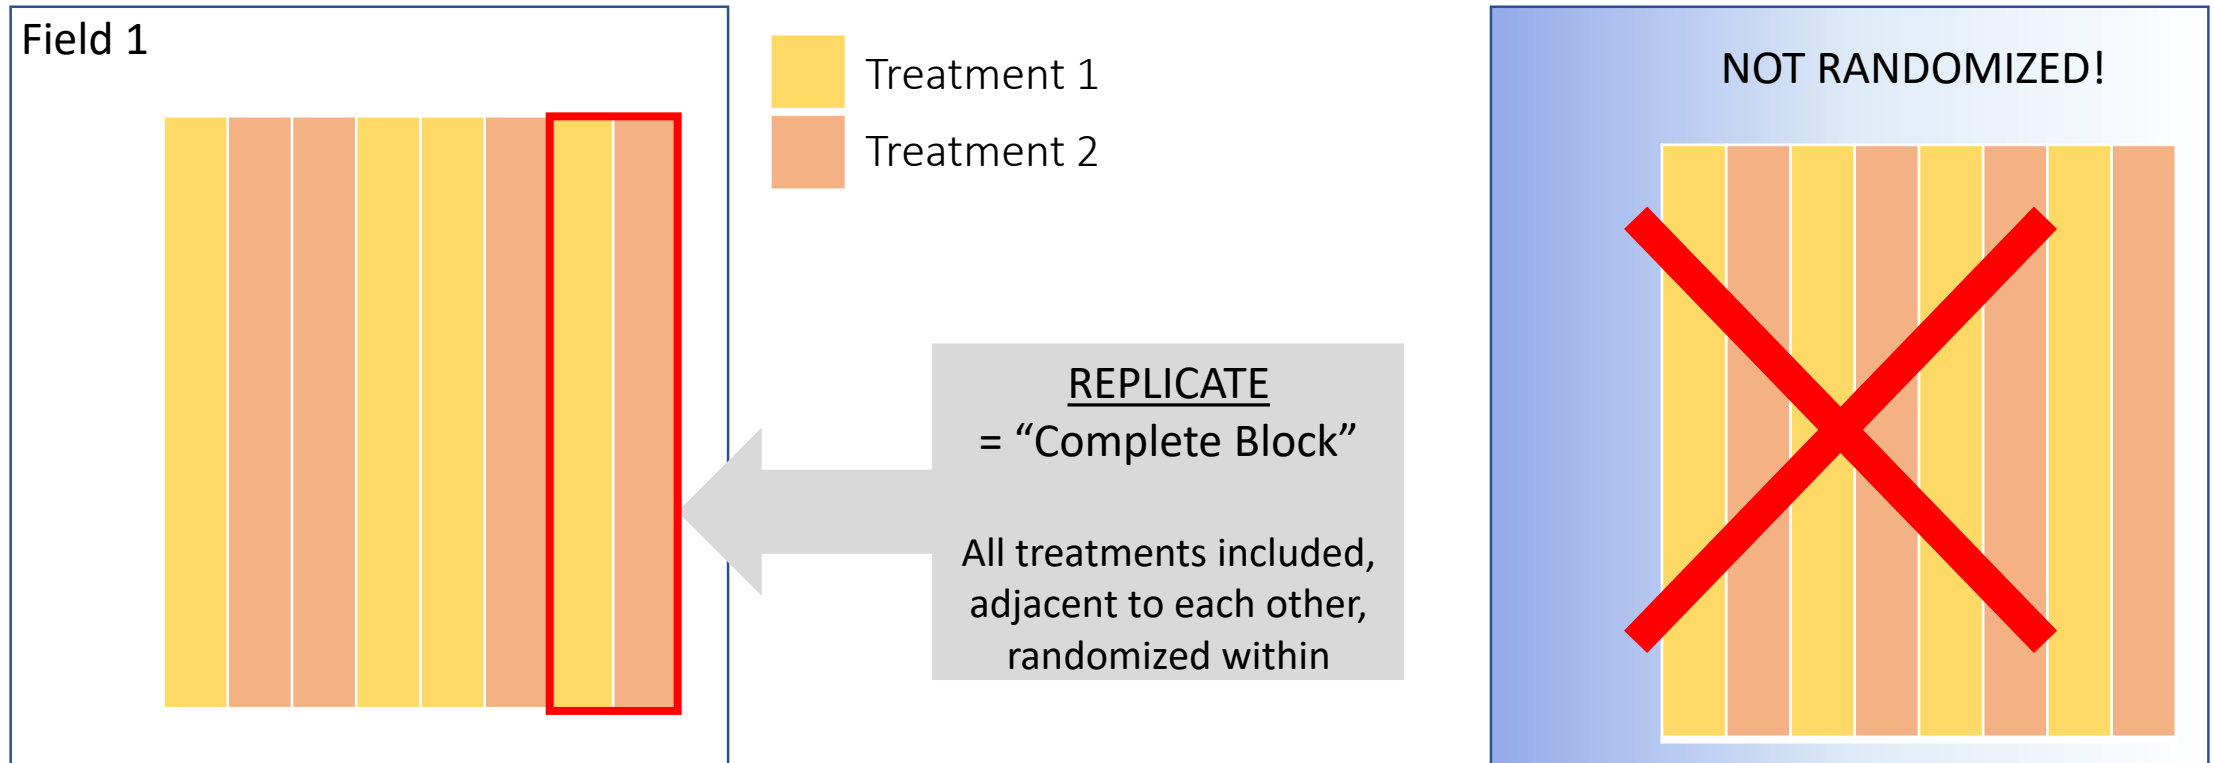 Field 1
Treatment 1
Treatment 2
REPLICATE
= “Complete Block”
All treatments included,
adjacent to each other,
randomized within
NOT RANDOMIZED!